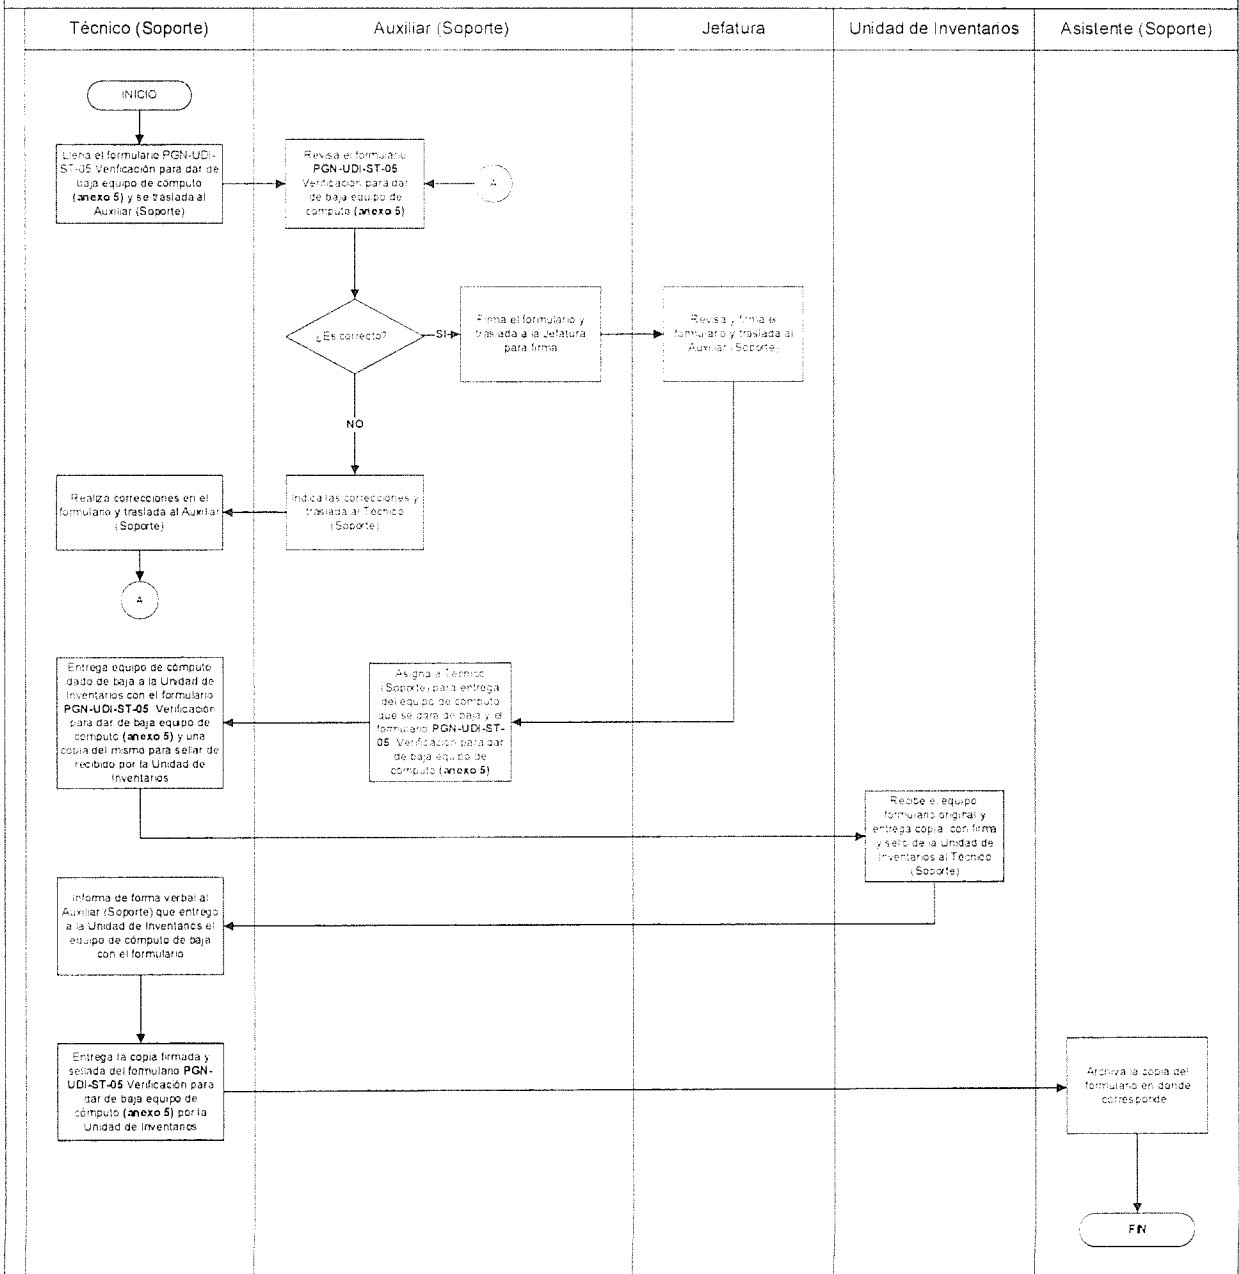 Técnico (Soporte)
Auxiliar (Soporte)
Jefatura
Unidad de Inventarios
Asistente (Soporte)
INICIO
Llena el formulario PGN-UDI-
ST-05 Verificación para dar de
baja equipo de cómputo
(anexo 5) y se traslada al
Auxiliar (Soporte)
Revisa el formulario
PGN-UDI-ST-05
Verificación para dar
de baja equipo de
cómputo (anexo 5)
A
¿Es correcto?
SI
Firma el formulario y
traslada a la Jefatura
para firma
Revisa y firma el
formulario y traslada al
Auxiliar (Soporte)
NO
Realiza correcciones en el
formulario y traslada al Auxiliar
(Soporte)
Indica las correcciones y
traslada al Técnico
(Soporte)
A
Entrega equipo de cómputo
dado de baja a la Unidad de
Inventarios con el formulario
PGN-UDI-ST-05 Verificación
para dar de baja equipo de
cómputo (anexo 5) y una
copia del mismo para sellar de
recibido por la Unidad de
Inventarios
Asigna a Técnico
(Soporte) para entrega
del equipo de cómputo
que se dará de baja y el
formulario PGN-UDI-ST-
05 Verificación para dar
de baja equipo de
cómputo (anexo 5)
Recibe el equipo
formulario original y
entrega copia con firma
y sello de la Unidad de
Inventarios al Técnico
(Soporte)
Informa de forma verbal al
Auxiliar (Soporte) que entrego
a la Unidad de Inventarios el
equipo de cómputo de baja
con el formulario
Entrega la copia firmada y
sellada del formulario PGN-
UDI-ST-05 Verificación para
dar de baja equipo de
cómputo (anexo 5) por la
Unidad de Inventarios
Archiva la copia del
formulario en donde
corresponde
FIN